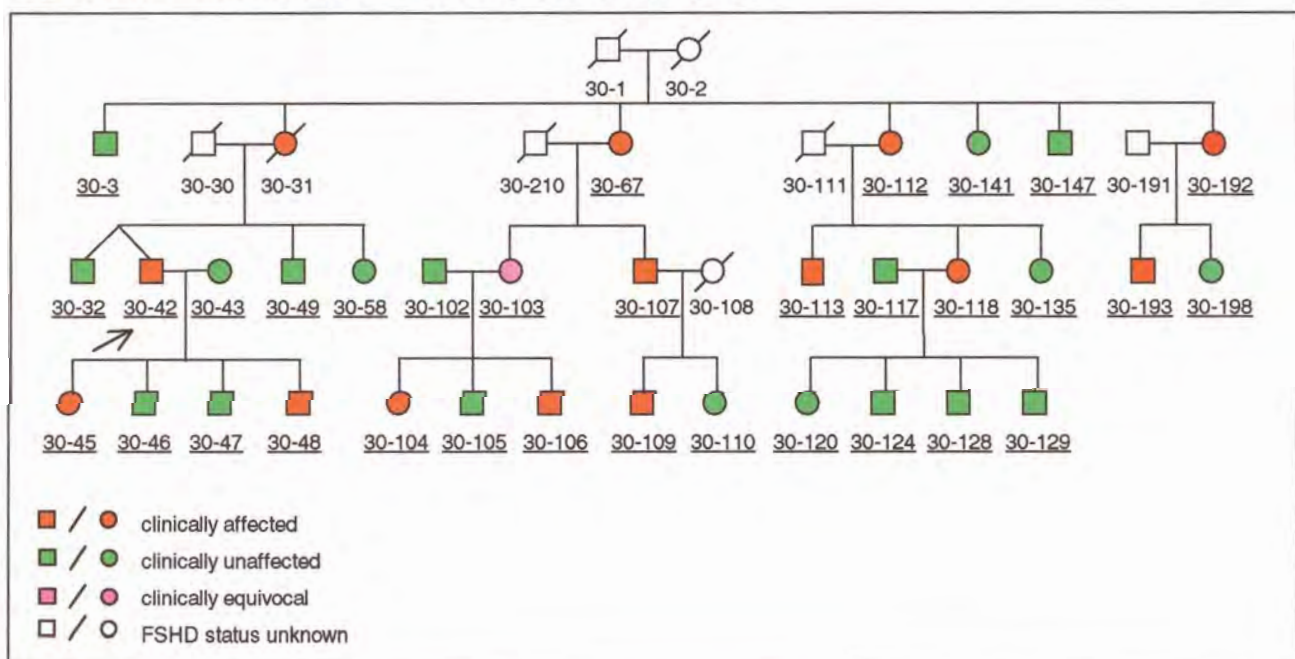 30-1 30-2
30-3 30-30 30-31 30-210 30-67 30-111 30-112 30-141 30-147 30-191 30-192
30-32 30-42 30-43 30-49 30-58 30-102 30-103 30-107 30-108 30-113 30-117 30-118 30-135 30-193 30-198
30-45 30-46 30-47 30-48 30-104 30-105 30-106 30-109 30-110 30-120 30-124 30-128 30-129
/ clinically affected
/ clinically unaffected
/ clinically equivocal
/ FSHD status unknown